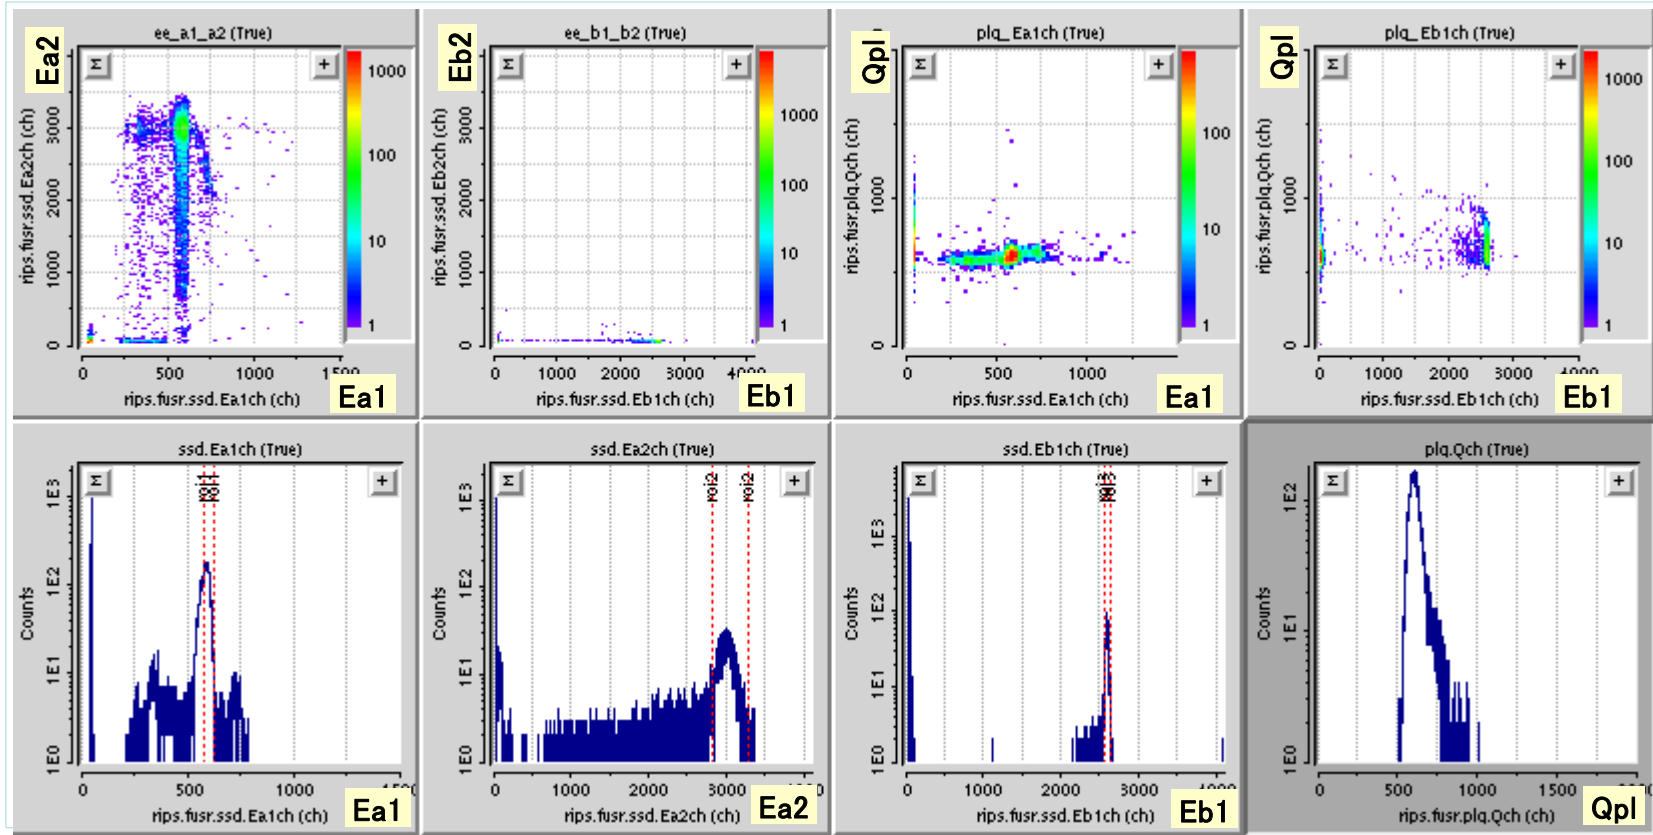 ee_a1_a2 (True)
Ea2
Σ
+
rips.fusr.ssd.Ea2ch (ch)
3000
2000
1000
0
1000
100
10
1
0
500
1000
rips.fusr.ssd.Ea1ch (ch)
Ea1
ee_b1_b2 (True)
Eb2
Σ
+
rips.fusr.ssd.Eb2ch (ch)
3000
2000
1000
0
1000
100
10
1
0
1000
2000
3000
4000
rips.fusr.ssd.Eb1ch (ch)
Eb1
plq_Ea1ch (True)
Qpl
Σ
+
rips.fusr.plq.Qch (ch)
1000
0
100
10
1
0
500
1000
rips.fusr.ssd.Ea1ch (ch)
Ea1
plq_Eb1ch (True)
Qpl
Σ
+
rips.fusr.plq.Qch (ch)
1000
0
1000
100
10
1
0
1000
2000
3000
4000
rips.fusr.ssd.Eb1ch (ch)
Eb1
ssd.Ea1ch (True)
Σ
+
Counts
1E3
1E2
1E1
1E0
0
500
1000
rips.fusr.ssd.Ea1ch (ch)
Ea1
ssd.Ea2ch (True)
Σ
roi2
roi2
+
Counts
1E3
1E2
1E1
1E0
0
1000
2000
3000
rips.fusr.ssd.Ea2ch (ch)
Ea2
ssd.Eb1ch (True)
Σ
+
Counts
1E3
1E2
1E1
1E0
0
1000
2000
3000
rips.fusr.ssd.Eb1ch (ch)
Eb1
plq.Qch (True)
Σ
+
Counts
1E2
1E1
1E0
0
500
1000
1500
rips.fusr.plq.Qch (ch)
Qpl